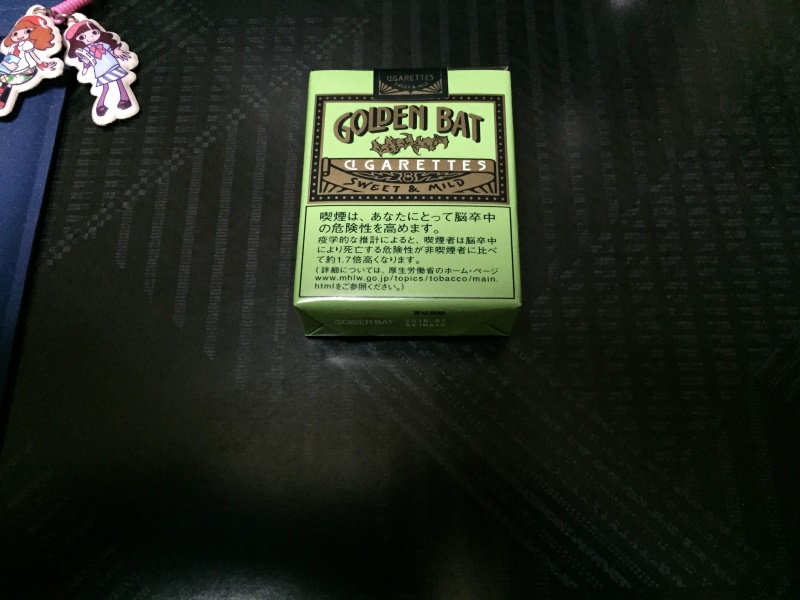 CIGARETTES
SWEET & MILD
GOLDEN BAT
CIGARETTES
SWEET & MILD
喫煙は、あなたにとって脳卒中
の危険性を高めます。
疫学的な推計によると、喫煙者は脳卒中
により死亡する危険性が非喫煙者に比べ
て約1.7倍高くなります。
(詳細については、厚生労働省のホーム・ページ
www.mhlw.go.jp/topics/tobacco/main.
htmlをご参照ください。)
GOLDEN BAT